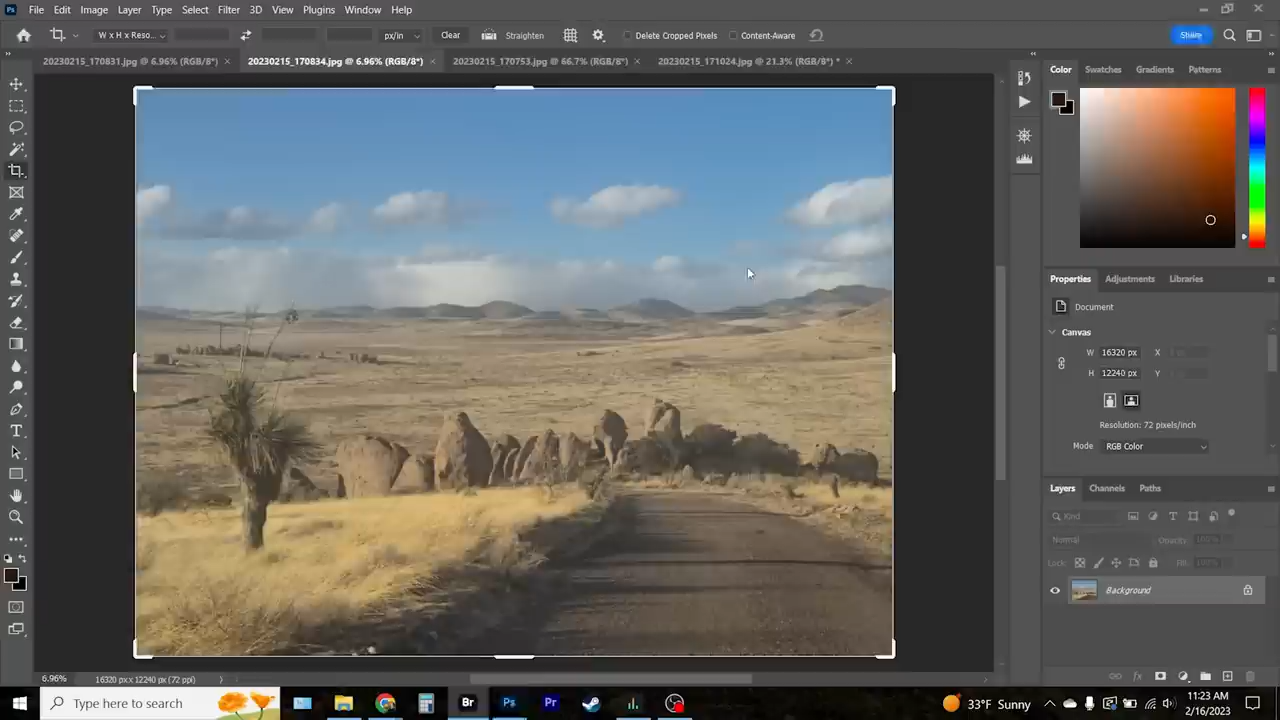 Ps File Edit Image Layer Type Select Filter 3D View Plugins Window Help
W x H x Reso... px/in Clear Straighten Delete Cropped Pixels Content-Aware Share
20230215_170831.jpg @ 6.96% (RGB/8*) × 20230215_170834.jpg @ 6.96% (RGB/8*) × 20230215_170753.jpg @ 66.7% (RGB/8*) × 20230215_171024.jpg @ 21.3% (RGB/8*) * ×
Color Swatches Gradients Patterns
Properties Adjustments Libraries
Document
Canvas
W 16320 px X
H 12240 px Y
Resolution: 72 pixels/inch
Mode RGB Color
Layers Channels Paths
Kind
Normal Opacity: 100%
Lock: Fill: 100%
Background
6.96% 16320 px x 12240 px (72 ppi)
Type here to search Br Ps Pr 33°F Sunny 11:23 AM
2/16/2023